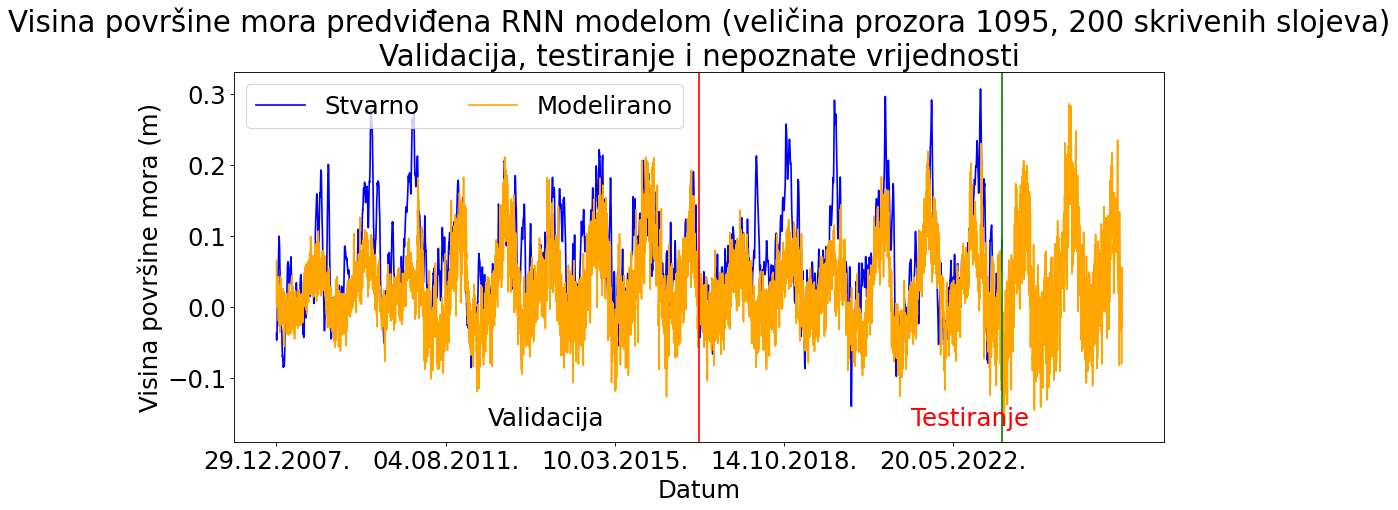 Visina površine mora predviđena RNN modelom (veličina prozora 1095, 200 skrivenih slojeva)
Validacija, testiranje i nepoznate vrijednosti
Stvarno Modelirano
Visina površine mora (m)
0.3
0.2
0.1
0.0
−0.1
Validacija Testiranje
29.12.2007. 04.08.2011. 10.03.2015. 14.10.2018. 20.05.2022.
Datum